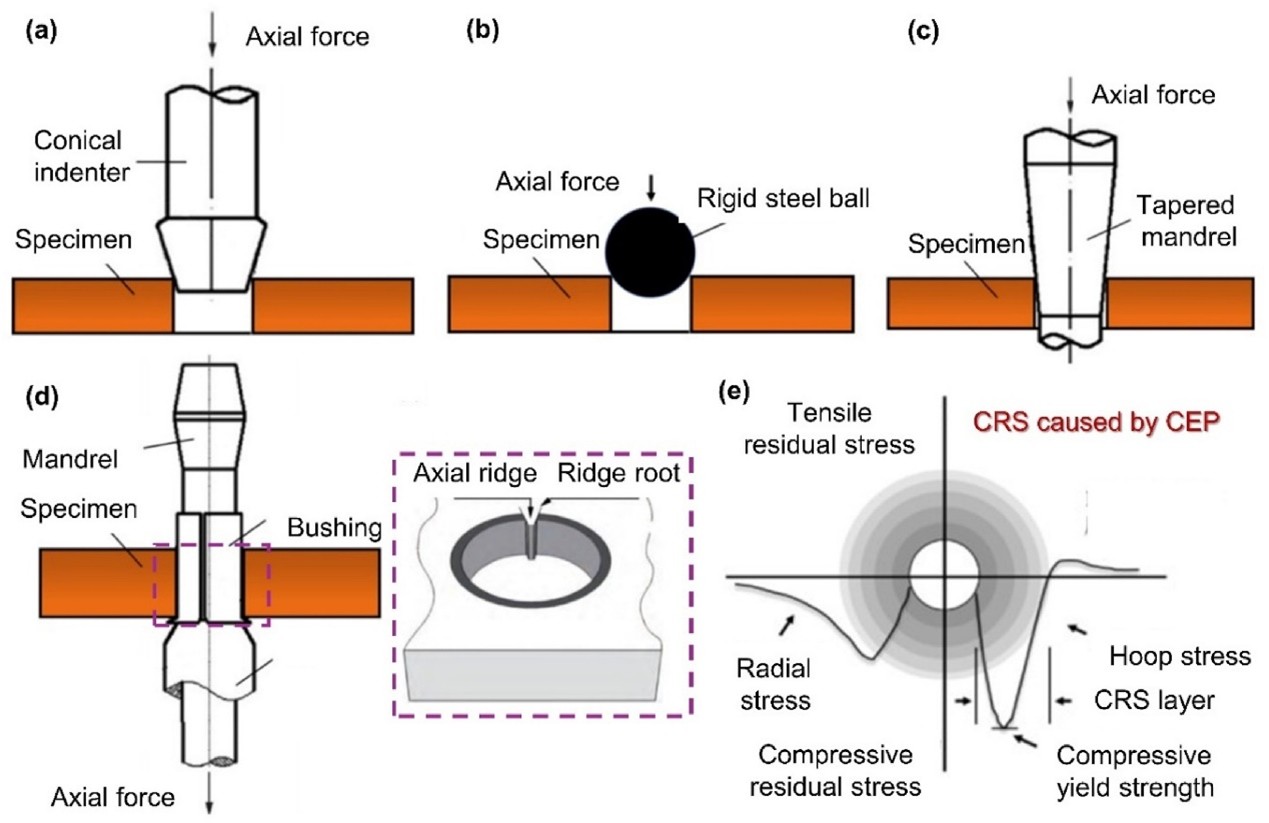 (a)
Axial force
Conical
indenter
Specimen
(b)
Axial force
Rigid steel ball
Specimen
(c)
Axial force
Tapered
mandrel
Specimen
(d)
Mandrel
Specimen
Bushing
Axial force
Axial ridge
Ridge root
(e)
Tensile
residual stress
CRS caused by CEP
Radial
stress
Hoop stress
CRS layer
Compressive
residual stress
Compressive
yield strength